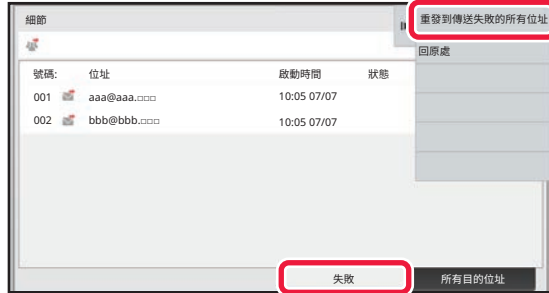 細節
重發到傳送失敗的所有位址
回原處
號碼: 位址 啟動時間 狀態
001 aaa@aaa.□□□ 10:05 07/07
002 bbb@bbb.□□□ 10:05 07/07
失敗 所有目的位址